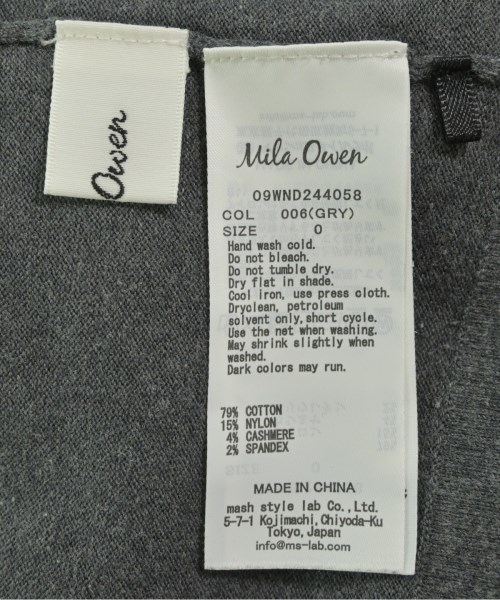 Owen
Mila Owen
09WND244058
COL 006(GRY)
SIZE 0
Hand wash cold.
Do not bleach.
Do not tumble dry.
Dry flat in shade.
Cool iron, use press cloth.
Dryclean, petroleum
solvent only,short cycle.
Use the net when washing.
May shrink slightly when
washed.
Dark colors may run.
79% COTTON
15% NYLON
4% CASHMERE
2% SPANDEX
MADE IN CHINA
mash style lab Co.,Ltd.
5-7-1 Kojimachi,Chiyoda-Ku
Tokyo,Japan
info@ms-lab.com